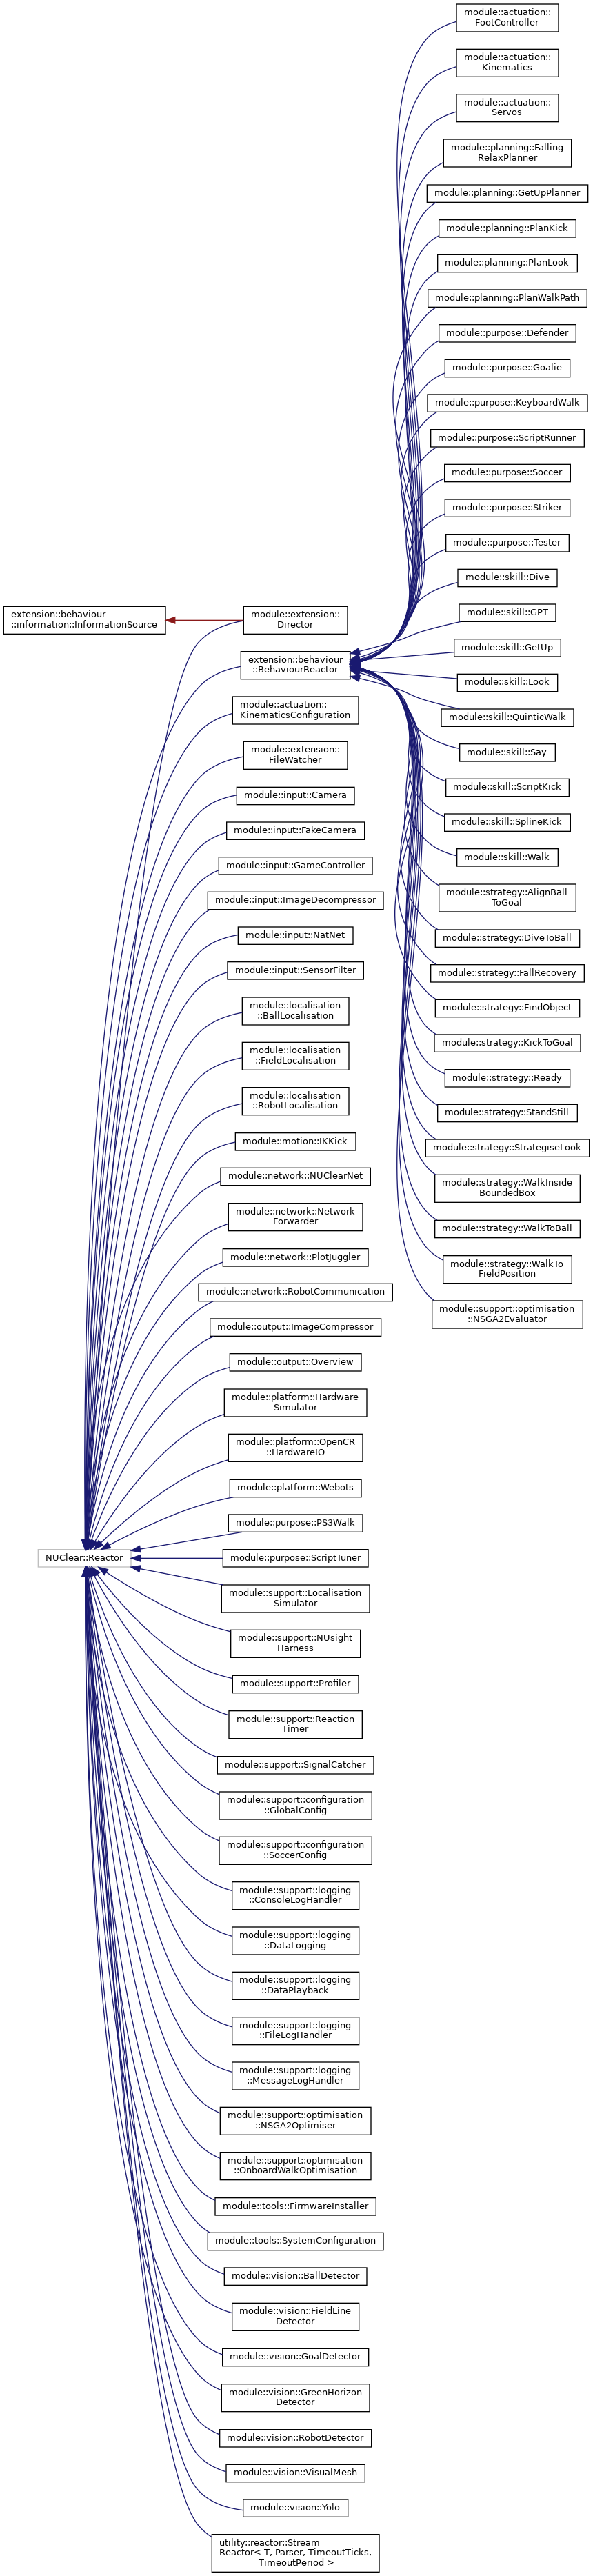 module::actuation::
FootController
module::actuation::
Kinematics
module::actuation::
Servos
module::planning::Falling
RelaxPlanner
module::planning::GetUpPlanner
module::planning::PlanKick
module::planning::PlanLook
module::planning::PlanWalkPath
module::purpose::Defender
module::purpose::Goalie
module::purpose::KeyboardWalk
module::purpose::ScriptRunner
module::purpose::Soccer
module::purpose::Striker
module::purpose::Tester
module::skill::Dive
module::skill::GPT
module::skill::GetUp
module::skill::Look
module::skill::QuinticWalk
module::skill::Say
module::skill::ScriptKick
module::skill::SplineKick
module::skill::Walk
module::strategy::AlignBall
ToGoal
module::strategy::DiveToBall
module::strategy::FallRecovery
module::strategy::FindObject
module::strategy::KickToGoal
module::strategy::Ready
module::strategy::StandStill
module::strategy::StrategiseLook
module::strategy::WalkInside
BoundedBox
module::strategy::WalkToBall
module::strategy::WalkTo
FieldPosition
module::support::optimisation
::NSGA2Evaluator
extension::behaviour
::information::InformationSource
module::extension::
Director
extension::behaviour
::BehaviourReactor
module::actuation::
KinematicsConfiguration
module::extension::
FileWatcher
module::input::Camera
module::input::FakeCamera
module::input::GameController
module::input::ImageDecompressor
module::input::NatNet
module::input::SensorFilter
module::localisation
::BallLocalisation
module::localisation
::FieldLocalisation
module::localisation
::RobotLocalisation
module::motion::IKKick
module::network::NUClearNet
module::network::Network
Forwarder
module::network::PlotJuggler
module::network::RobotCommunication
module::output::ImageCompressor
module::output::Overview
module::platform::Hardware
Simulator
module::platform::OpenCR
::HardwareIO
module::platform::Webots
module::purpose::PS3Walk
NUClear::Reactor
module::purpose::ScriptTuner
module::support::Localisation
Simulator
module::support::NUsight
Harness
module::support::Profiler
module::support::Reaction
Timer
module::support::SignalCatcher
module::support::configuration
::GlobalConfig
module::support::configuration
::SoccerConfig
module::support::logging
::ConsoleLogHandler
module::support::logging
::DataLogging
module::support::logging
::DataPlayback
module::support::logging
::FileLogHandler
module::support::logging
::MessageLogHandler
module::support::optimisation
::NSGA2Optimiser
module::support::optimisation
::OnboardWalkOptimisation
module::tools::FirmwareInstaller
module::tools::SystemConfiguration
module::vision::BallDetector
module::vision::FieldLine
Detector
module::vision::GoalDetector
module::vision::GreenHorizon
Detector
module::vision::RobotDetector
module::vision::VisualMesh
module::vision::Yolo
utility::reactor::Stream
Reactor< T, Parser, TimeoutTicks,
TimeoutPeriod >